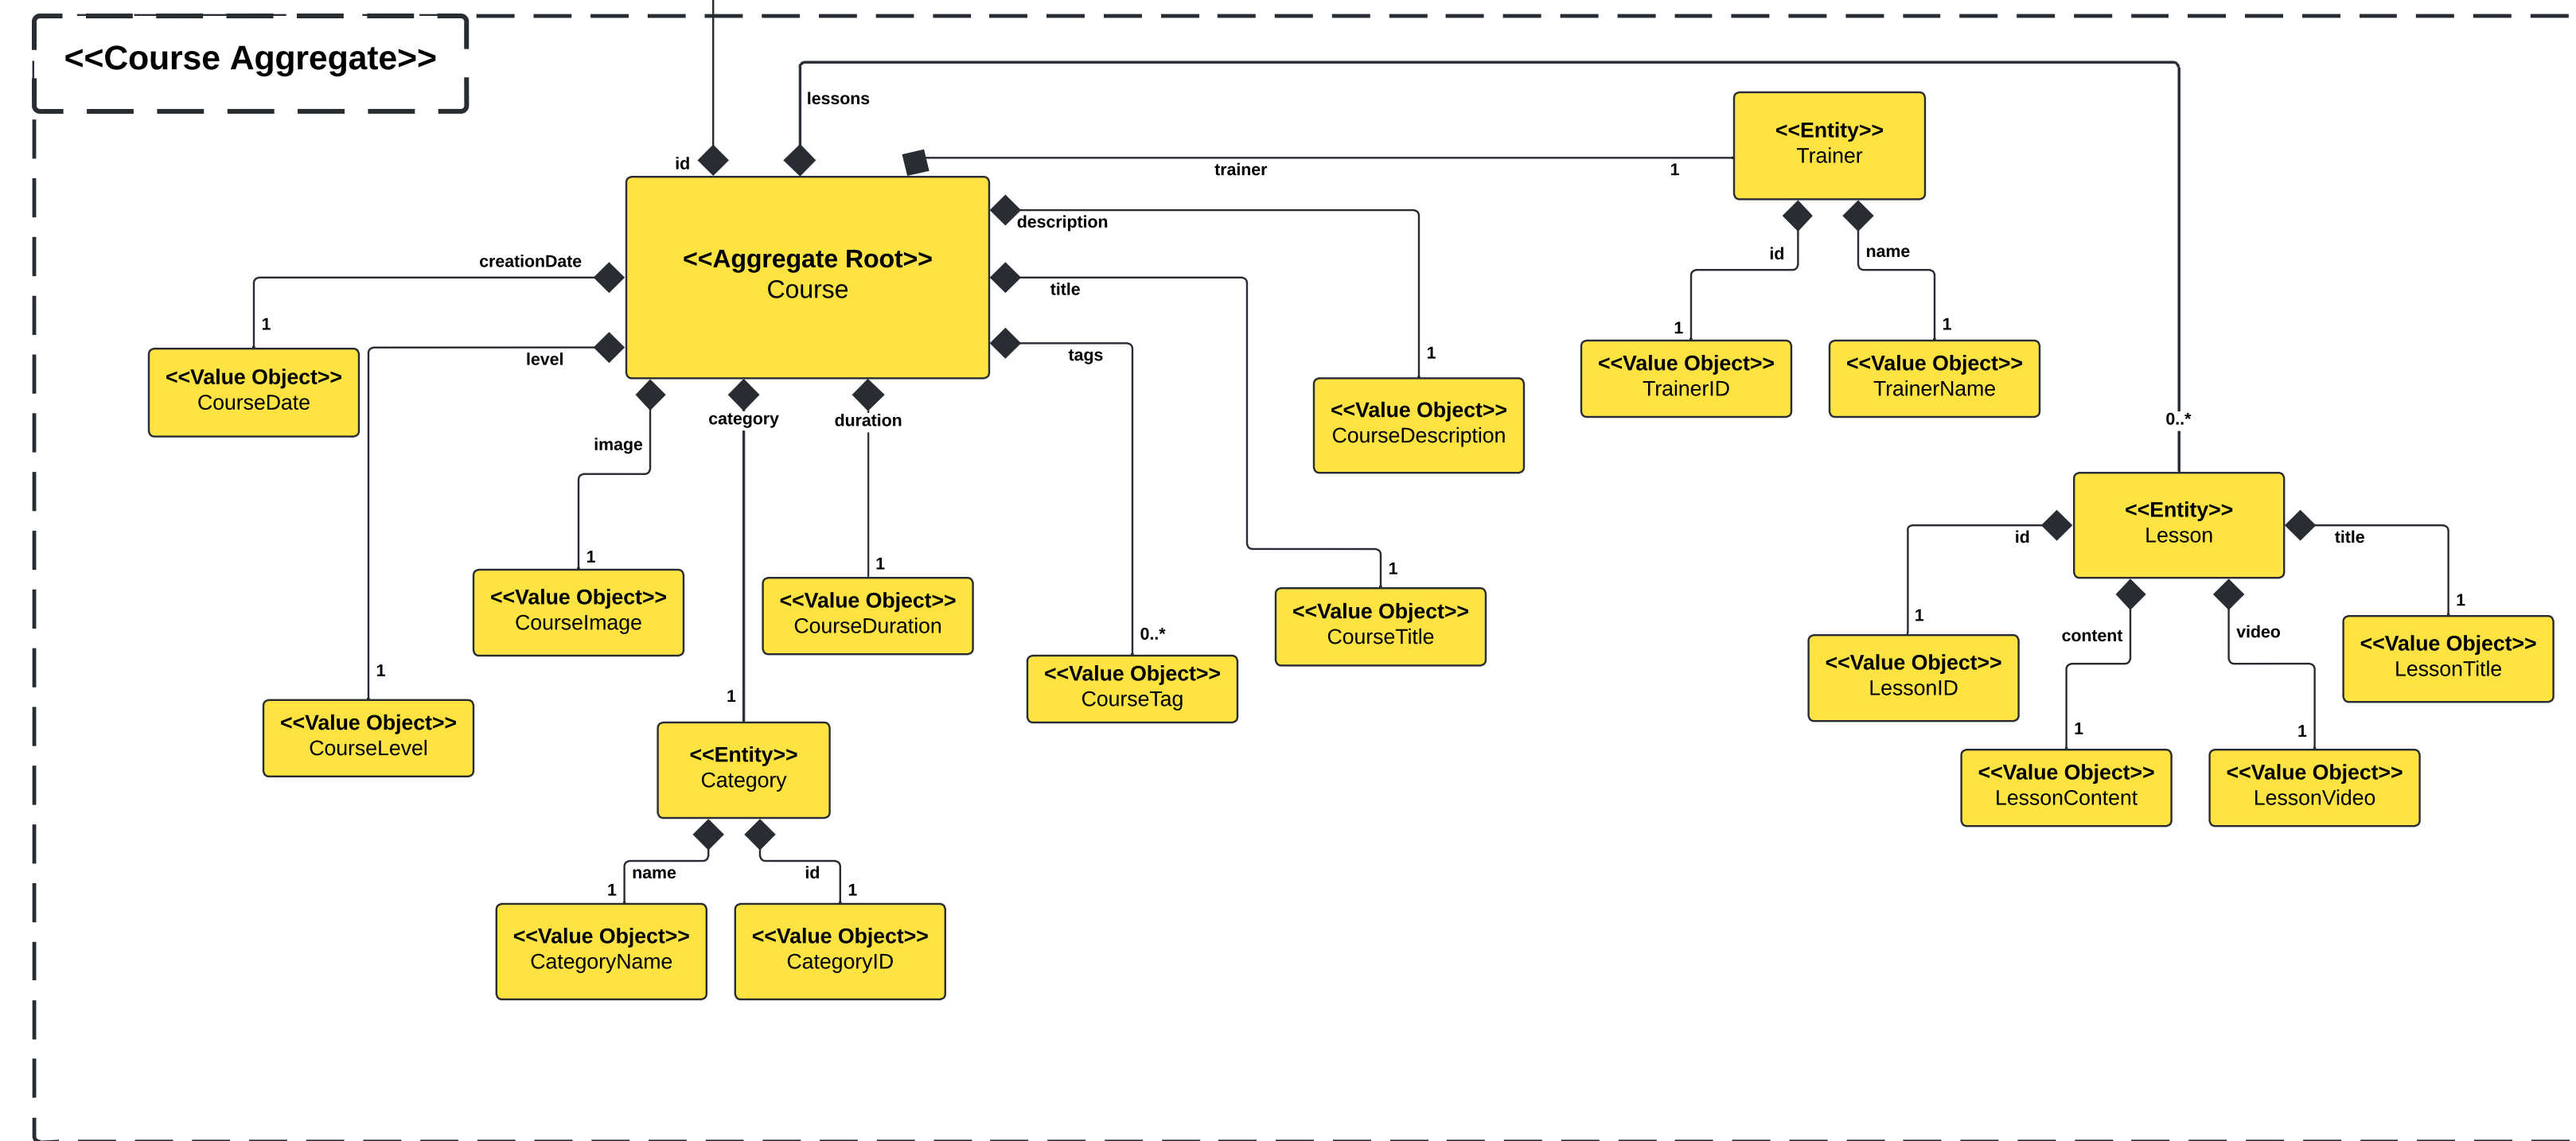 <<Course Aggregate>>
lessons
id
trainer
1
<<Entity>>
Trainer
description
creationDate
<<Aggregate Root>>
Course
title
id
name
1
level
tags
1
1
1
<<Value Object>>
CourseDate
<<Value Object>>
TrainerID
<<Value Object>>
TrainerName
category
duration
image
<<Value Object>>
CourseDescription
0..*
<<Entity>>
Lesson
id
title
1
1
1
<<Value Object>>
CourseImage
<<Value Object>>
CourseDuration
0..*
<<Value Object>>
CourseTitle
1
content
video
1
1
1
<<Value Object>>
CourseTag
<<Value Object>>
LessonID
<<Value Object>>
LessonTitle
<<Value Object>>
CourseLevel
1
1
<<Entity>>
Category
<<Value Object>>
LessonContent
<<Value Object>>
LessonVideo
name
id
1
1
<<Value Object>>
CategoryName
<<Value Object>>
CategoryID